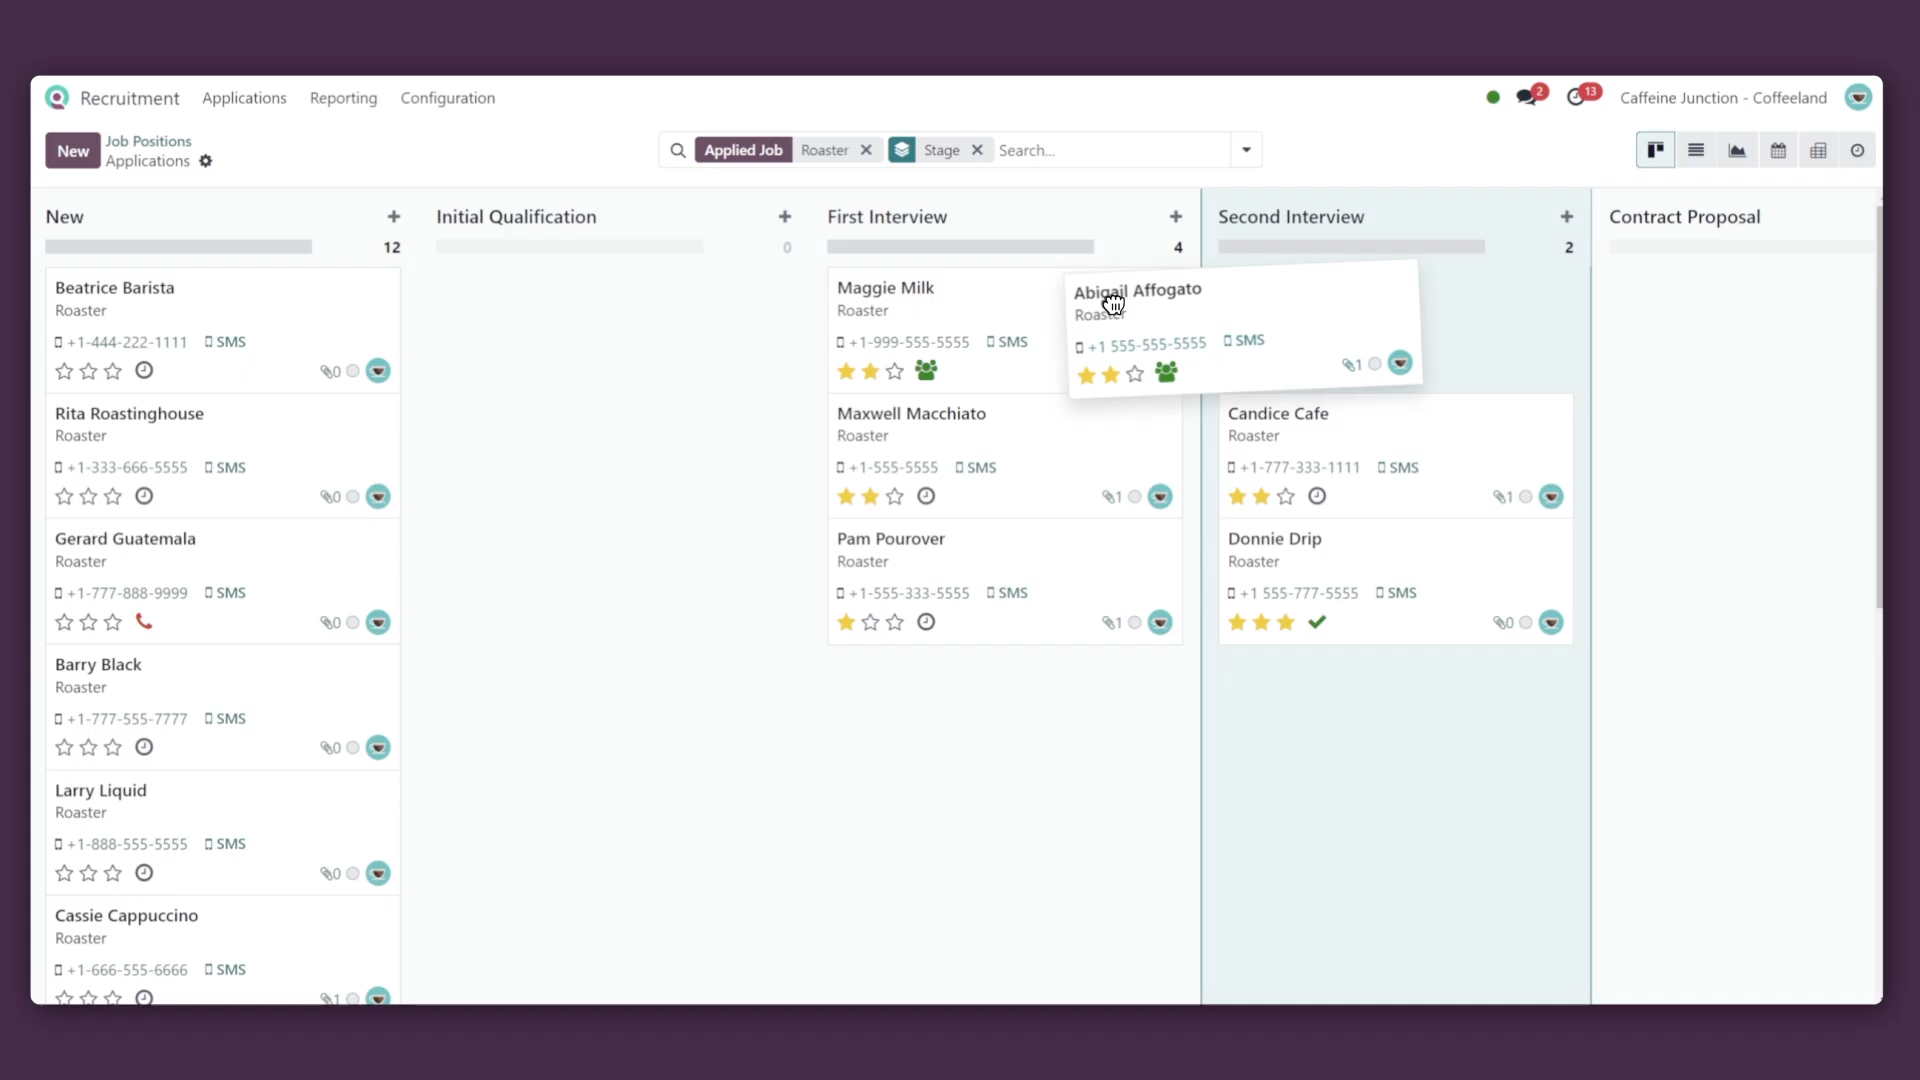 Recruitment Applications Reporting Configuration
2 13 Caffeine Junction - Coffeeland
New Job Positions
Applications
Applied Job Roaster Stage Search...
New
12
Beatrice Barista
Roaster
+1-444-222-1111 SMS
0
Rita Roastinghouse
Roaster
+1-333-666-5555 SMS
0
Gerard Guatemala
Roaster
+1-777-888-9999 SMS
0
Barry Black
Roaster
+1-777-555-7777 SMS
0
Larry Liquid
Roaster
+1-888-555-5555 SMS
0
Cassie Cappuccino
Roaster
+1-666-555-6666 SMS
1
Initial Qualification
0
First Interview
4
Maggie Milk
Roaster
+1-999-555-5555 SMS
Maxwell Macchiato
Roaster
+1-555-5555 SMS
1
Pam Pourover
Roaster
+1-555-333-5555 SMS
1
Second Interview
2
Abigail Affogato
Roaster
+1 555-555-5555 SMS
1
Candice Cafe
Roaster
+1-777-333-1111 SMS
1
Donnie Drip
Roaster
+1 555-777-5555 SMS
0
Contract Proposal